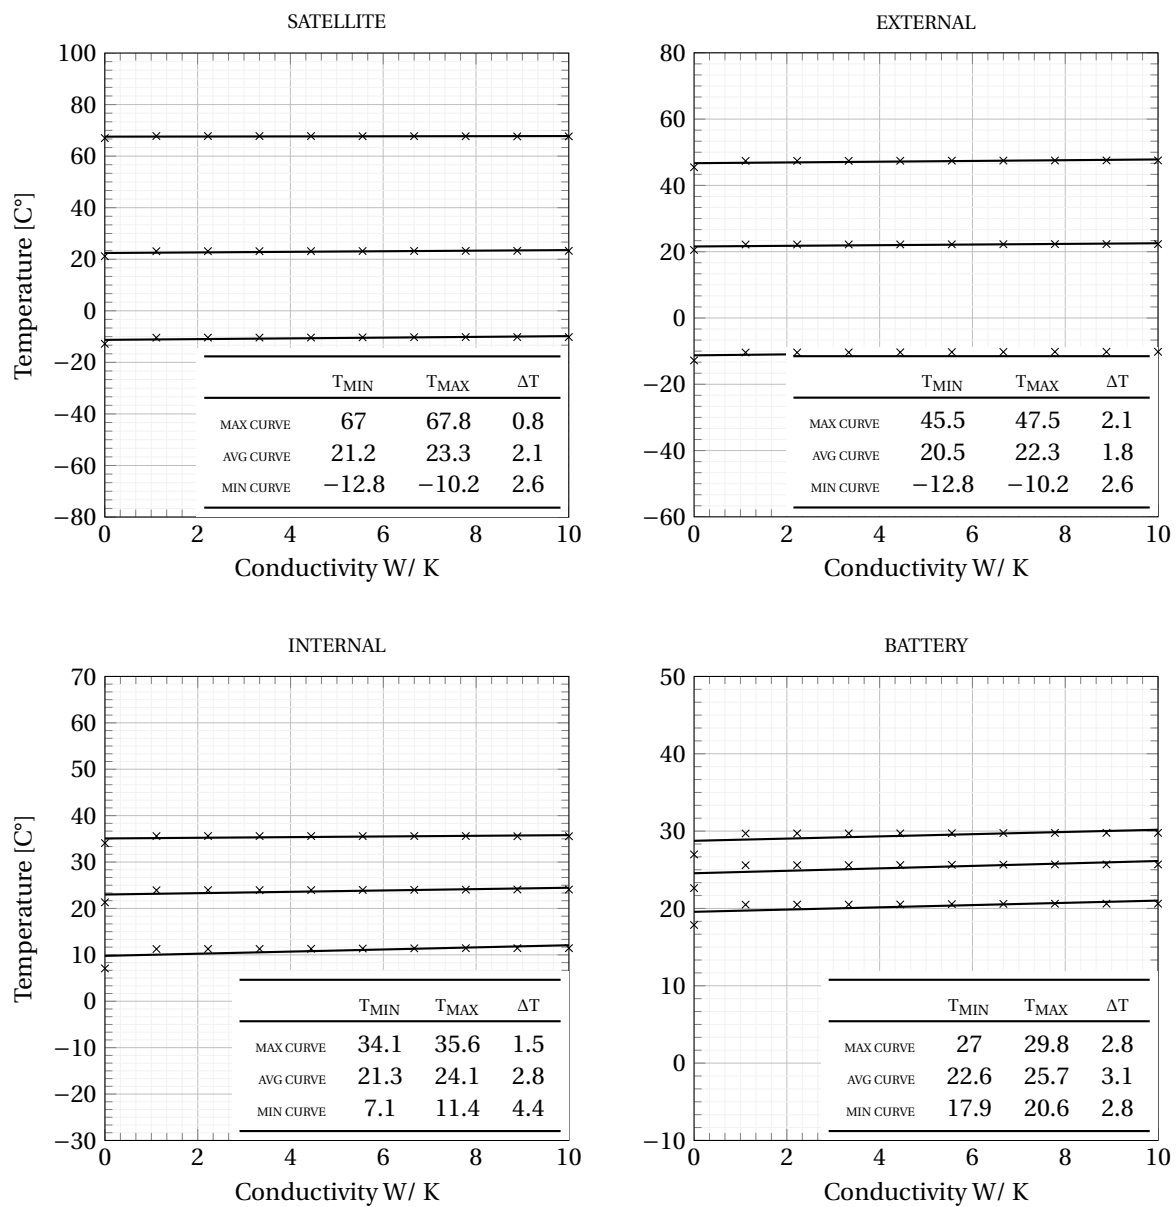 SATELLITE
100
80
60
40
20
0
−20
−40
−60
−80
Temperature [C°]
T_MIN T_MAX ΔT
MAX CURVE 67 67.8 0.8
AVG CURVE 21.2 23.3 2.1
MIN CURVE −12.8 −10.2 2.6
0 2 4 6 8 10
Conductivity W/ K
EXTERNAL
80
60
40
20
0
−20
−40
−60
T_MIN T_MAX ΔT
MAX CURVE 45.5 47.5 2.1
AVG CURVE 20.5 22.3 1.8
MIN CURVE −12.8 −10.2 2.6
0 2 4 6 8 10
Conductivity W/ K
INTERNAL
70
60
50
40
30
20
10
0
−10
−20
−30
Temperature [C°]
T_MIN T_MAX ΔT
MAX CURVE 34.1 35.6 1.5
AVG CURVE 21.3 24.1 2.8
MIN CURVE 7.1 11.4 4.4
0 2 4 6 8 10
Conductivity W/ K
BATTERY
50
40
30
20
10
0
−10
T_MIN T_MAX ΔT
MAX CURVE 27 29.8 2.8
AVG CURVE 22.6 25.7 3.1
MIN CURVE 17.9 20.6 2.8
0 2 4 6 8 10
Conductivity W/ K